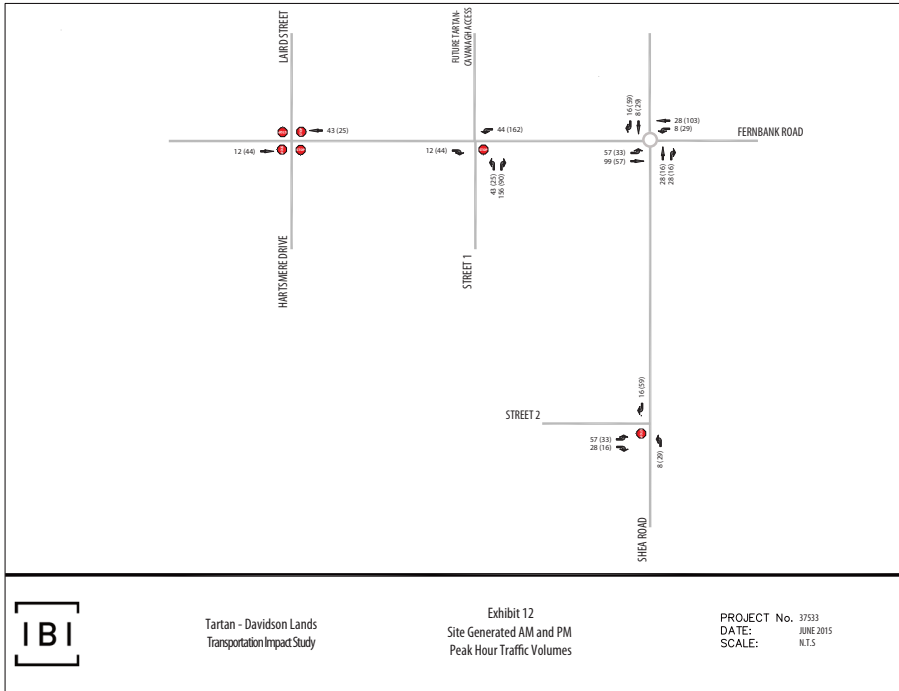 LAIRD STREET
FUTURE TARTAN-
CAVANAGH ACCESS
16 (59)
8 (29)
43 (25)
44 (162)
28 (103)
8 (29)
FERNBANK ROAD
12 (44)
12 (44)
57 (33)
99 (57)
43 (25)
156 (90)
28 (16)
28 (16)
HARTSMERE DRIVE
STREET 1
16 (59)
STREET 2
57 (33)
28 (16)
8 (29)
SHEA ROAD
IBI
Tartan - Davidson Lands
Transportation Impact Study
Exhibit 12
Site Generated AM and PM
Peak Hour Traffic Volumes
PROJECT No. 37533
DATE: JUNE 2015
SCALE: N.T.S